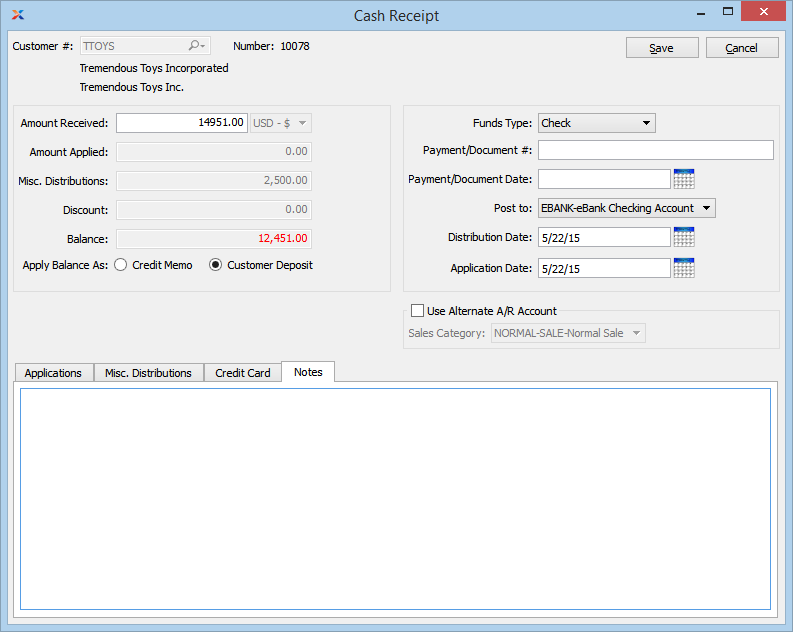 Cash Receipt
Customer #: TTOYS Number: 10078 Save Cancel
Tremendous Toys Incorporated
Tremendous Toys Inc.
Amount Received: 14951.00 USD - $
Amount Applied: 0.00
Misc. Distributions: 2,500.00
Discount: 0.00
Balance: 12,451.00
Apply Balance As: Credit Memo Customer Deposit
Funds Type: Check
Payment/Document #:
Payment/Document Date:
Post to: EBANK-eBank Checking Account
Distribution Date: 5/22/15
Application Date: 5/22/15
Use Alternate A/R Account
Sales Category: NORMAL-SALE-Normal Sale
Applications Misc. Distributions Credit Card Notes